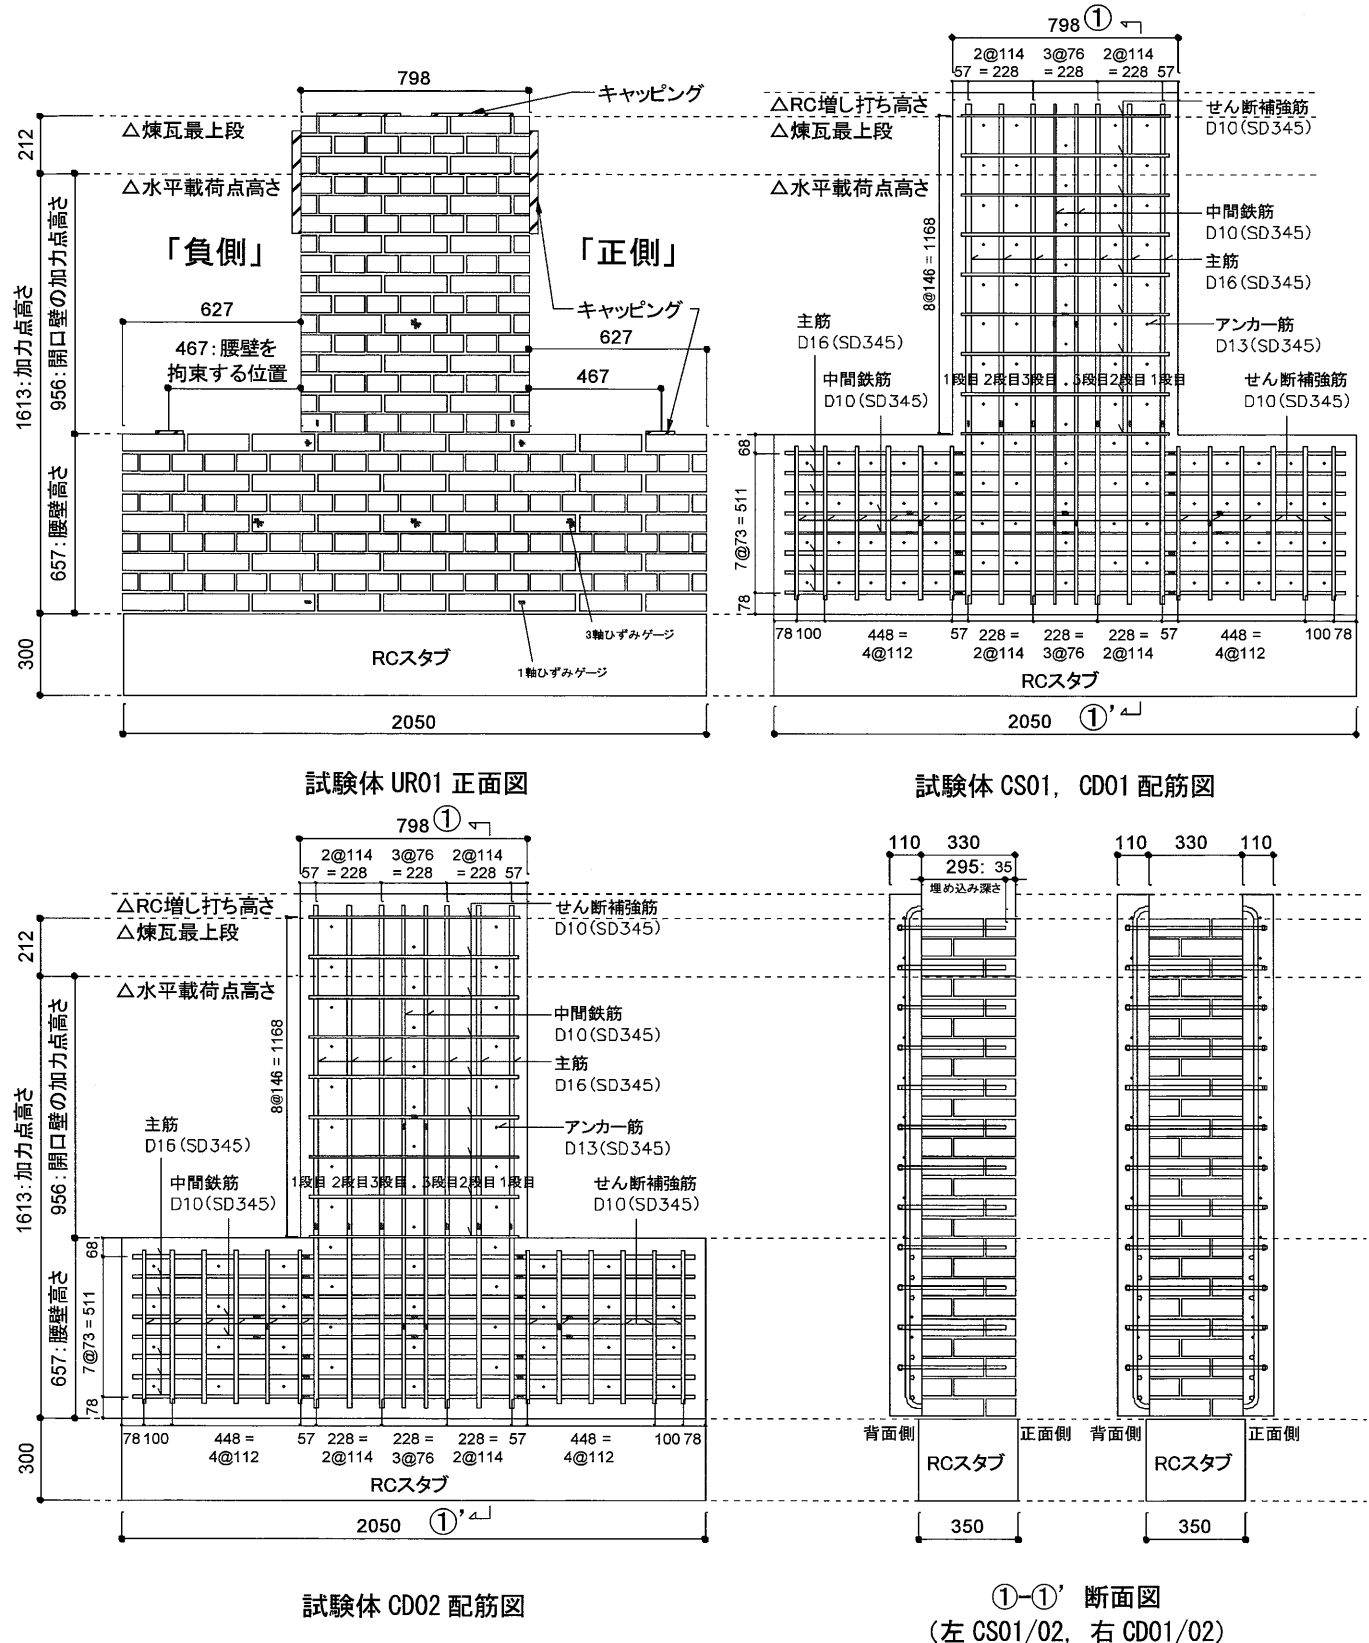 798
キャッピング
△煉瓦最上段
△水平載荷点高さ
「負側」
「正側」
キャッピング
627
627
467：腰壁を
拘束する位置
467
212
1613：加力点高さ
956：開口壁の加力点高さ
657：腰壁高さ
300
3軸ひずみゲージ
1軸ひずみゲージ
RCスタブ
2050
試験体 UR01 正面図
798 ①
2@114 3@76 2@114
57 = 228 = 228 = 228 57
△RC増し打ち高さ
△煉瓦最上段
△水平載荷点高さ
せん断補強筋
D10(SD345)
中間鉄筋
D10(SD345)
主筋
D16(SD345)
8@146 = 1168
主筋
D16(SD345)
アンカー筋
D13(SD345)
中間鉄筋
D10(SD345)
1段目 2段目3段目 . 3段目2段目 1段目
せん断補強筋
D10(SD345)
68
7@73 = 511
78
78 100 448 = 57 228 = 228 = 228 = 57 448 = 100 78
4@112 2@114 3@76 2@114 4@112
RCスタブ
2050 ①’
試験体 CS01, CD01 配筋図
798 ①
2@114 3@76 2@114
57 = 228 = 228 = 228 57
△RC増し打ち高さ
△煉瓦最上段
△水平載荷点高さ
せん断補強筋
D10(SD345)
中間鉄筋
D10(SD345)
主筋
D16(SD345)
8@146 = 1168
主筋
D16(SD345)
アンカー筋
D13(SD345)
中間鉄筋
D10(SD345)
1段目 2段目3段目 . 3段目2段目 1段目
せん断補強筋
D10(SD345)
212
1613：加力点高さ
956：開口壁の加力点高さ
657：腰壁高さ
300
68
7@73 = 511
78
78 100 448 = 57 228 = 228 = 228 = 57 448 = 100 78
4@112 2@114 3@76 2@114 4@112
RCスタブ
2050 ①’
試験体 CD02 配筋図
110 330
295: 35
埋め込み深さ
110 330 110
背面側 正面側 背面側 正面側
RCスタブ RCスタブ
350 350
①-①’ 断面図
(左 CS01/02, 右 CD01/02)